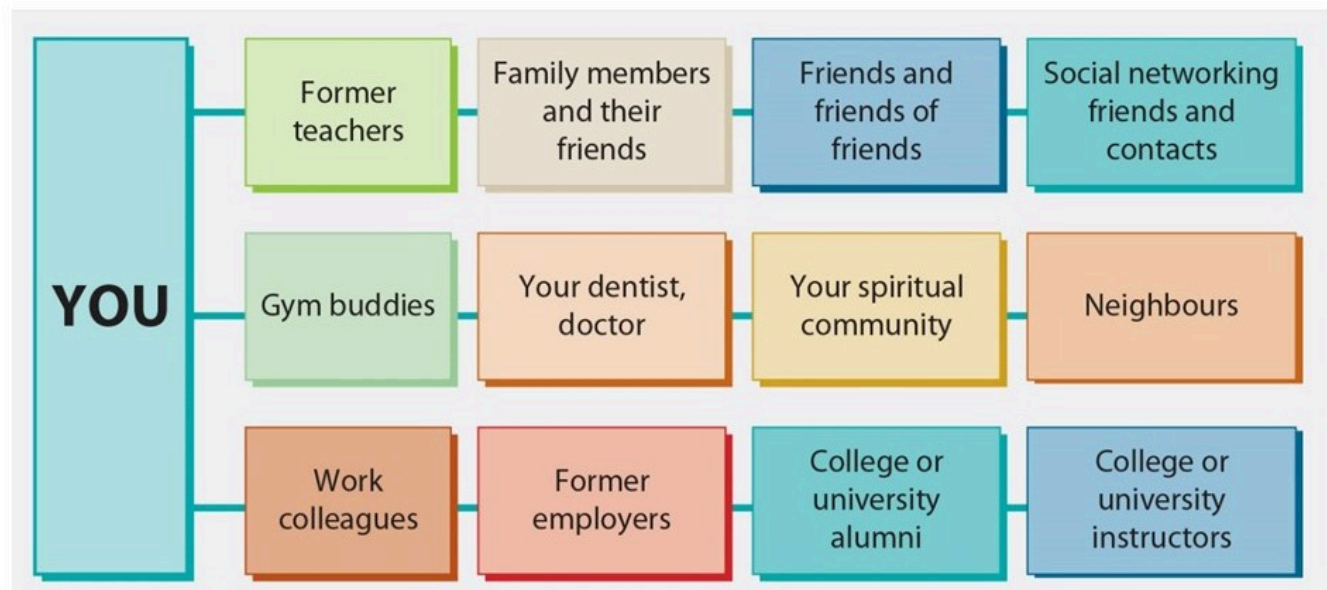 YOU
Former
teachers
Family members
and their
friends
Friends and
friends of
friends
Social networking
friends and
contacts
Gym buddies
Your dentist,
doctor
Your spiritual
community
Neighbours
Work
colleagues
Former
employers
College or
university
alumni
College or
university
instructors